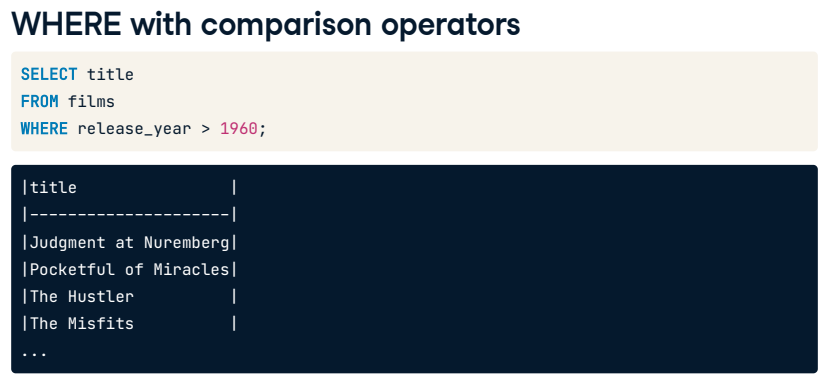 WHERE with comparison operators
SELECT title
FROM films
WHERE release_year > 1960;
|title                |
|---------------------|
|Judgment at Nuremberg|
|Pocketful of Miracles|
|The Hustler          |
|The Misfits          |
...